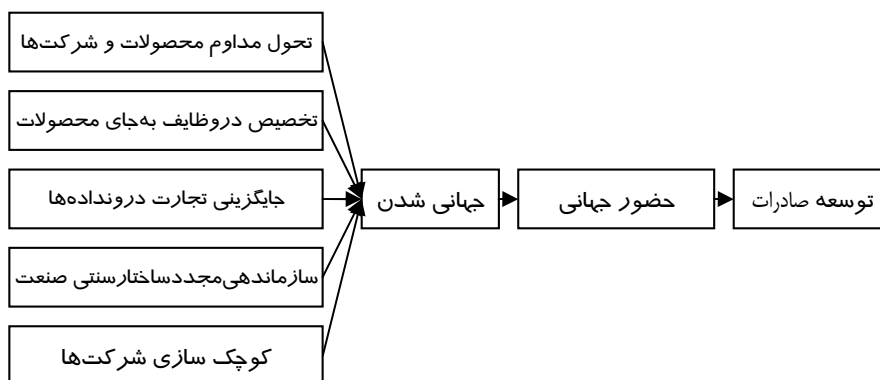 تحول مداوم محصولات و شرکت‌ها
تخصیص دروظایف به‌جای محصولات
جایگزینی تجارت درونداده‌ها
سازماندهی‌مجددساختارسنتی صنعت
کوچک سازی شرکت‌ها
جهانی شدن
حضور جهانی
توسعه صادرات